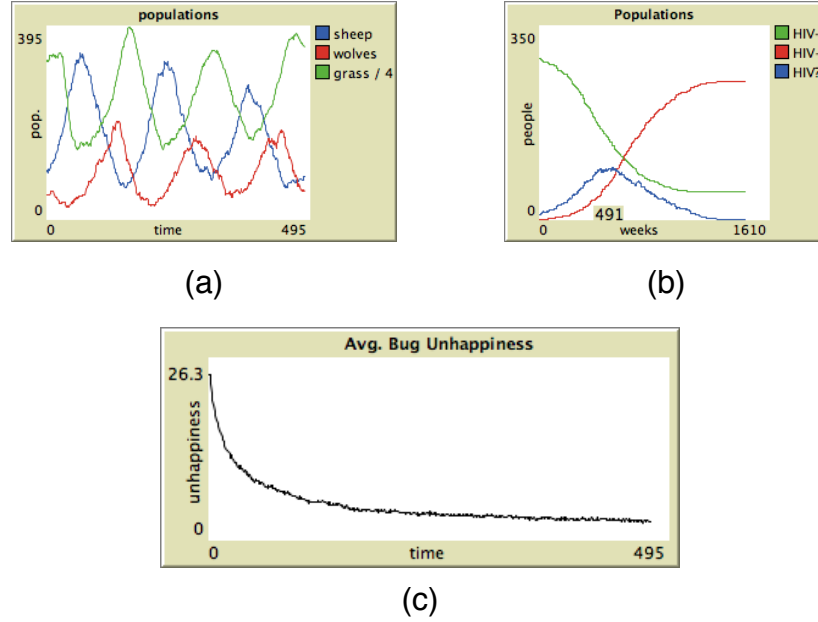 populations
395
pop.
0
0
time
495
sheep
wolves
grass / 4
(a)
Populations
350
people
0
491
0
weeks
1610
HIV-
HIV-
HIV?
(b)
Avg. Bug Unhappiness
26.3
unhappiness
0
0
time
495
(c)